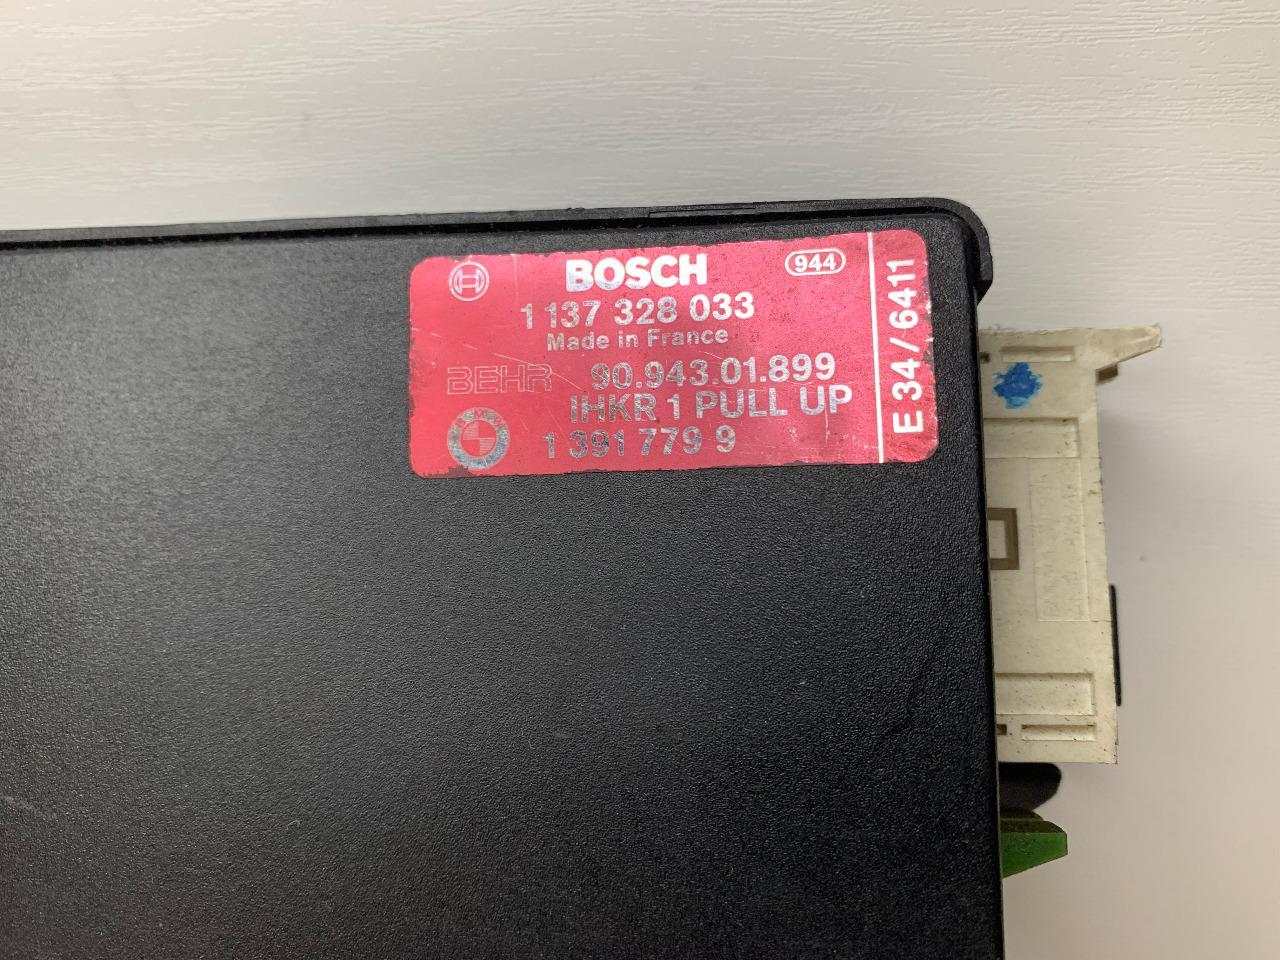 BOSCH
944
1 137 328 033
Made in France
BEHR 90.943.01.899
IHKR 1 PULL UP
BMW
1 391 779 9
E 34/6411